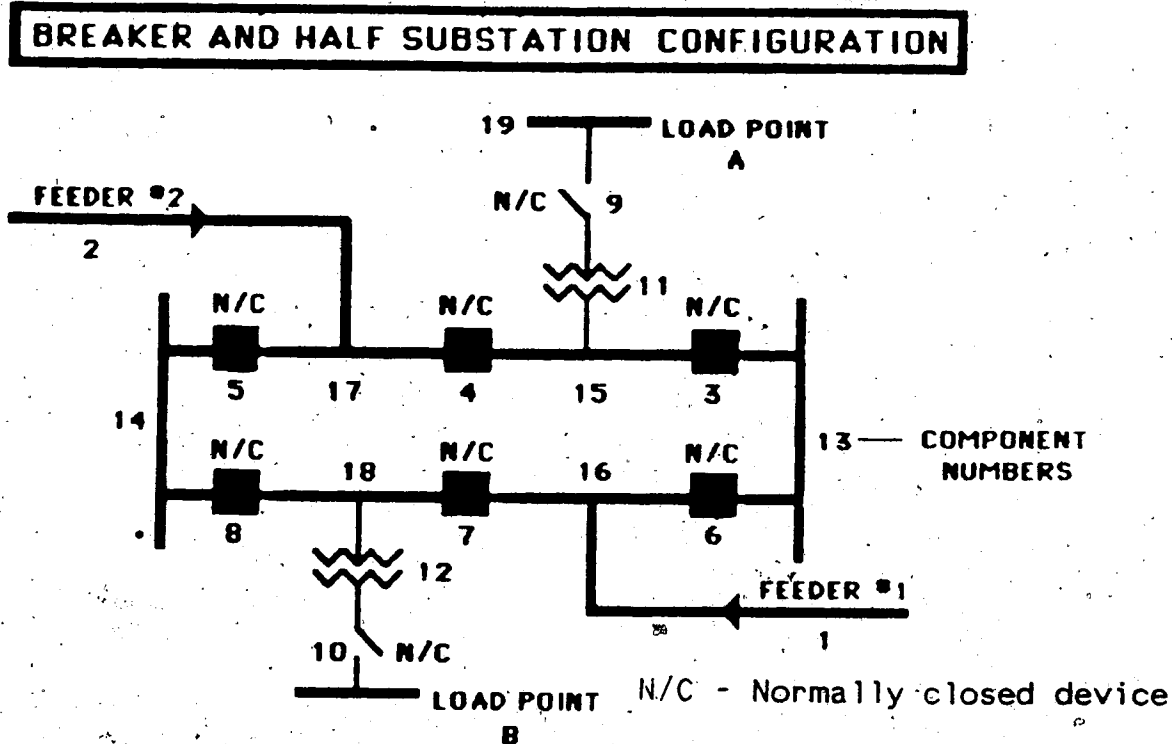 BREAKER AND HALF SUBSTATION CONFIGURATION
19
LOAD POINT
A
FEEDER #2
N/C
9
2
11
N/C
N/C
N/C
5
17
4
15
3
14
13
COMPONENT
NUMBERS
N/C
18
N/C
16
N/C
8
7
6
12
FEEDER #1
10
N/C
1
LOAD POINT
B
N/C - Normally closed device